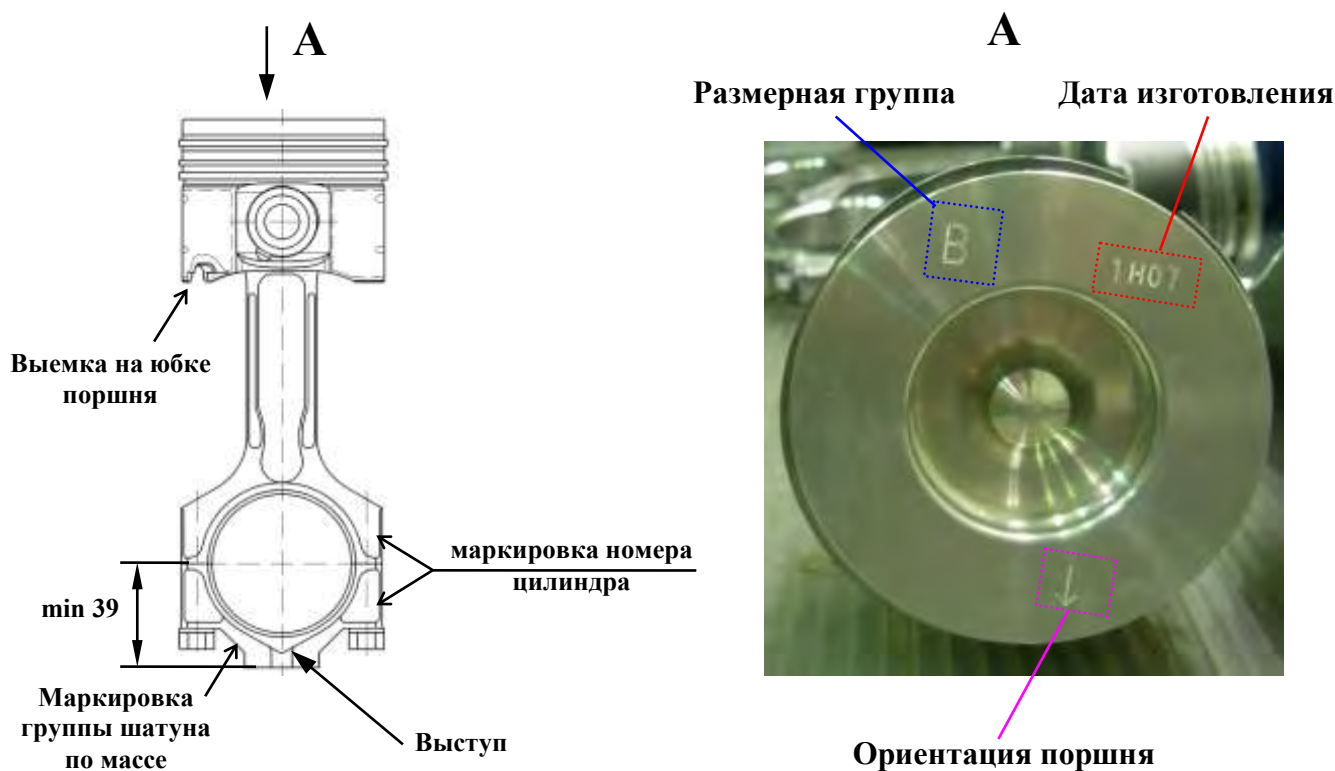 А
Выемка на юбке
поршня
маркировка номера
цилиндра
min 39
Маркировка
группы шатуна
по массе
Выступ
А
Размерная группа
Дата изготовления
B
1H07
↓
Ориентация поршня